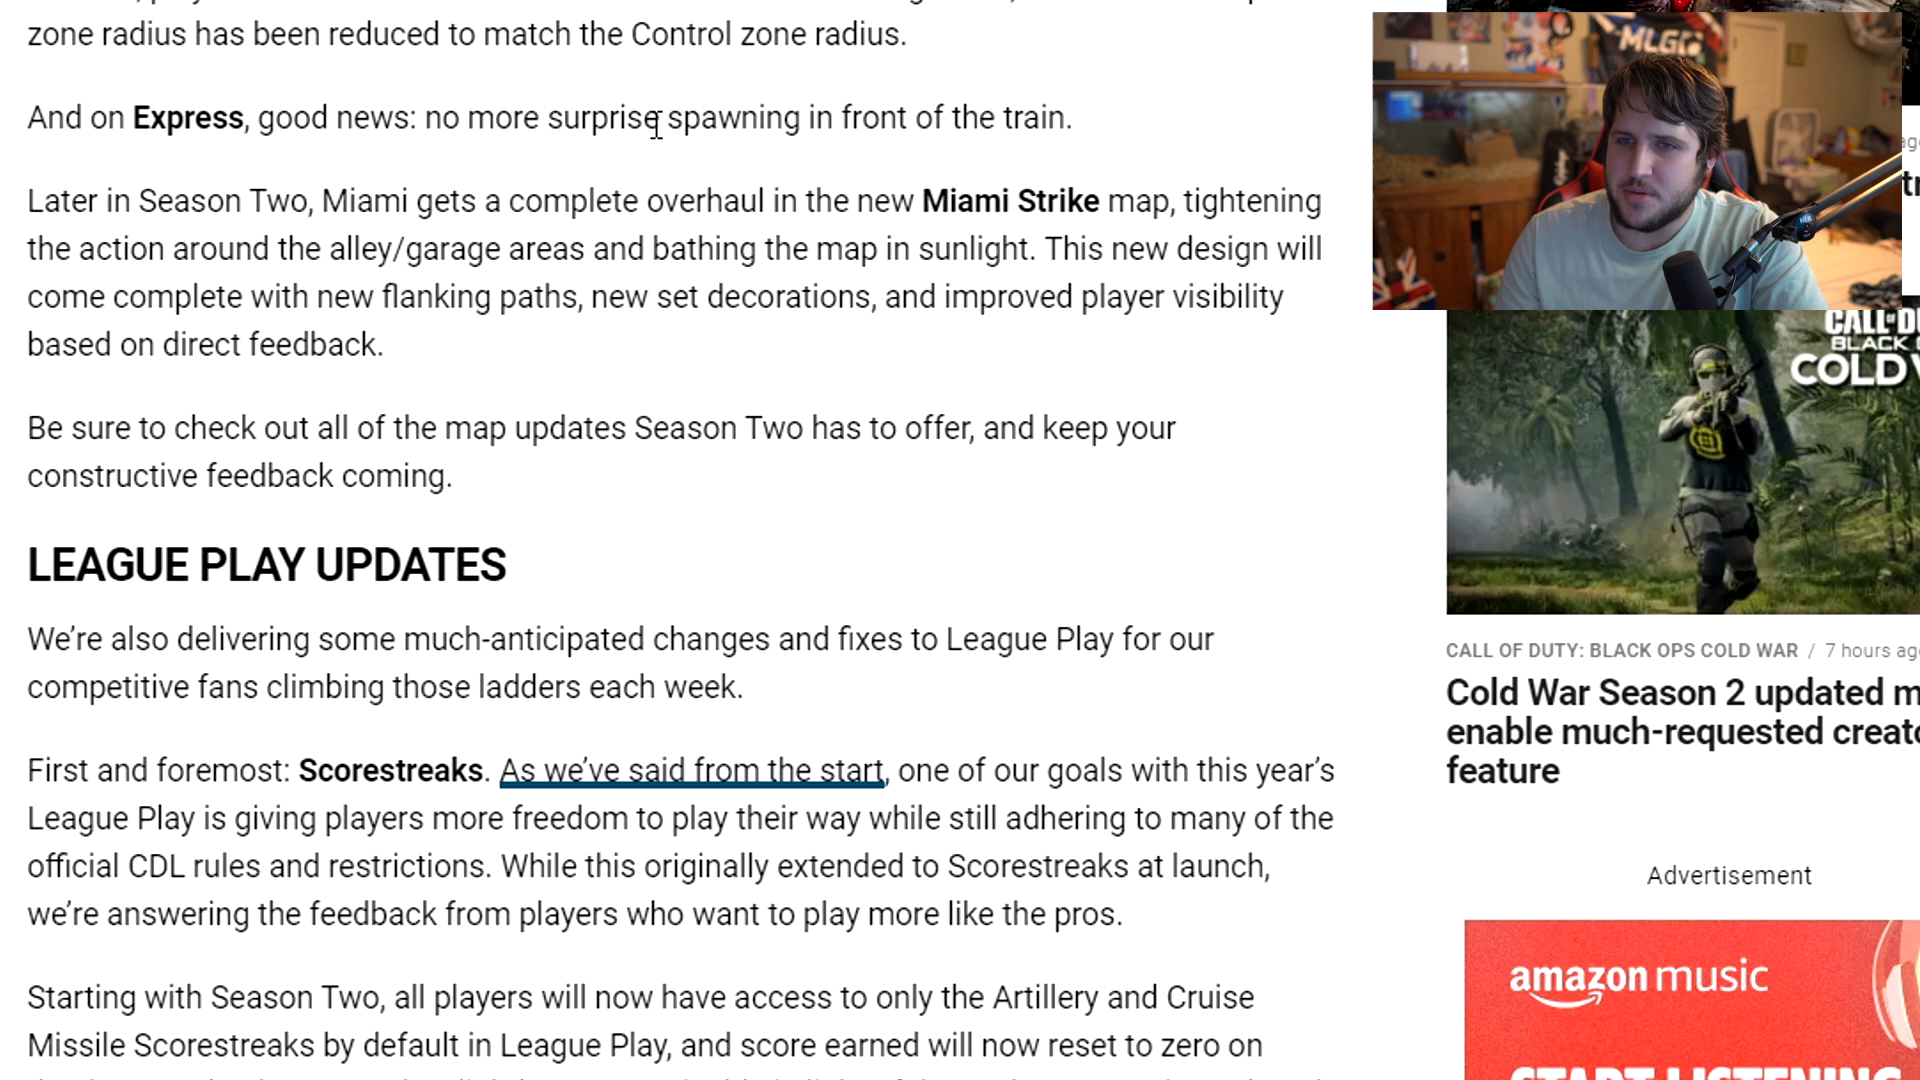 zone radius has been reduced to match the Control zone radius.
And on Express, good news: no more surprise spawning in front of the train.
Later in Season Two, Miami gets a complete overhaul in the new Miami Strike map, tightening
the action around the alley/garage areas and bathing the map in sunlight. This new design will
come complete with new flanking paths, new set decorations, and improved player visibility
based on direct feedback.
Be sure to check out all of the map updates Season Two has to offer, and keep your
constructive feedback coming.
LEAGUE PLAY UPDATES
We’re also delivering some much-anticipated changes and fixes to League Play for our
competitive fans climbing those ladders each week.
First and foremost: Scorestreaks. As we’ve said from the start, one of our goals with this year’s
League Play is giving players more freedom to play their way while still adhering to many of the
official CDL rules and restrictions. While this originally extended to Scorestreaks at launch,
we’re answering the feedback from players who want to play more like the pros.
Starting with Season Two, all players will now have access to only the Artillery and Cruise
Missile Scorestreaks by default in League Play, and score earned will now reset to zero on
MLG
CALL OF DU
BLACK
COLD
CALL OF DUTY: BLACK OPS COLD WAR / 7 hours ago
Cold War Season 2 updated m
enable much-requested creato
feature
Advertisement
amazon music
START LISTENING